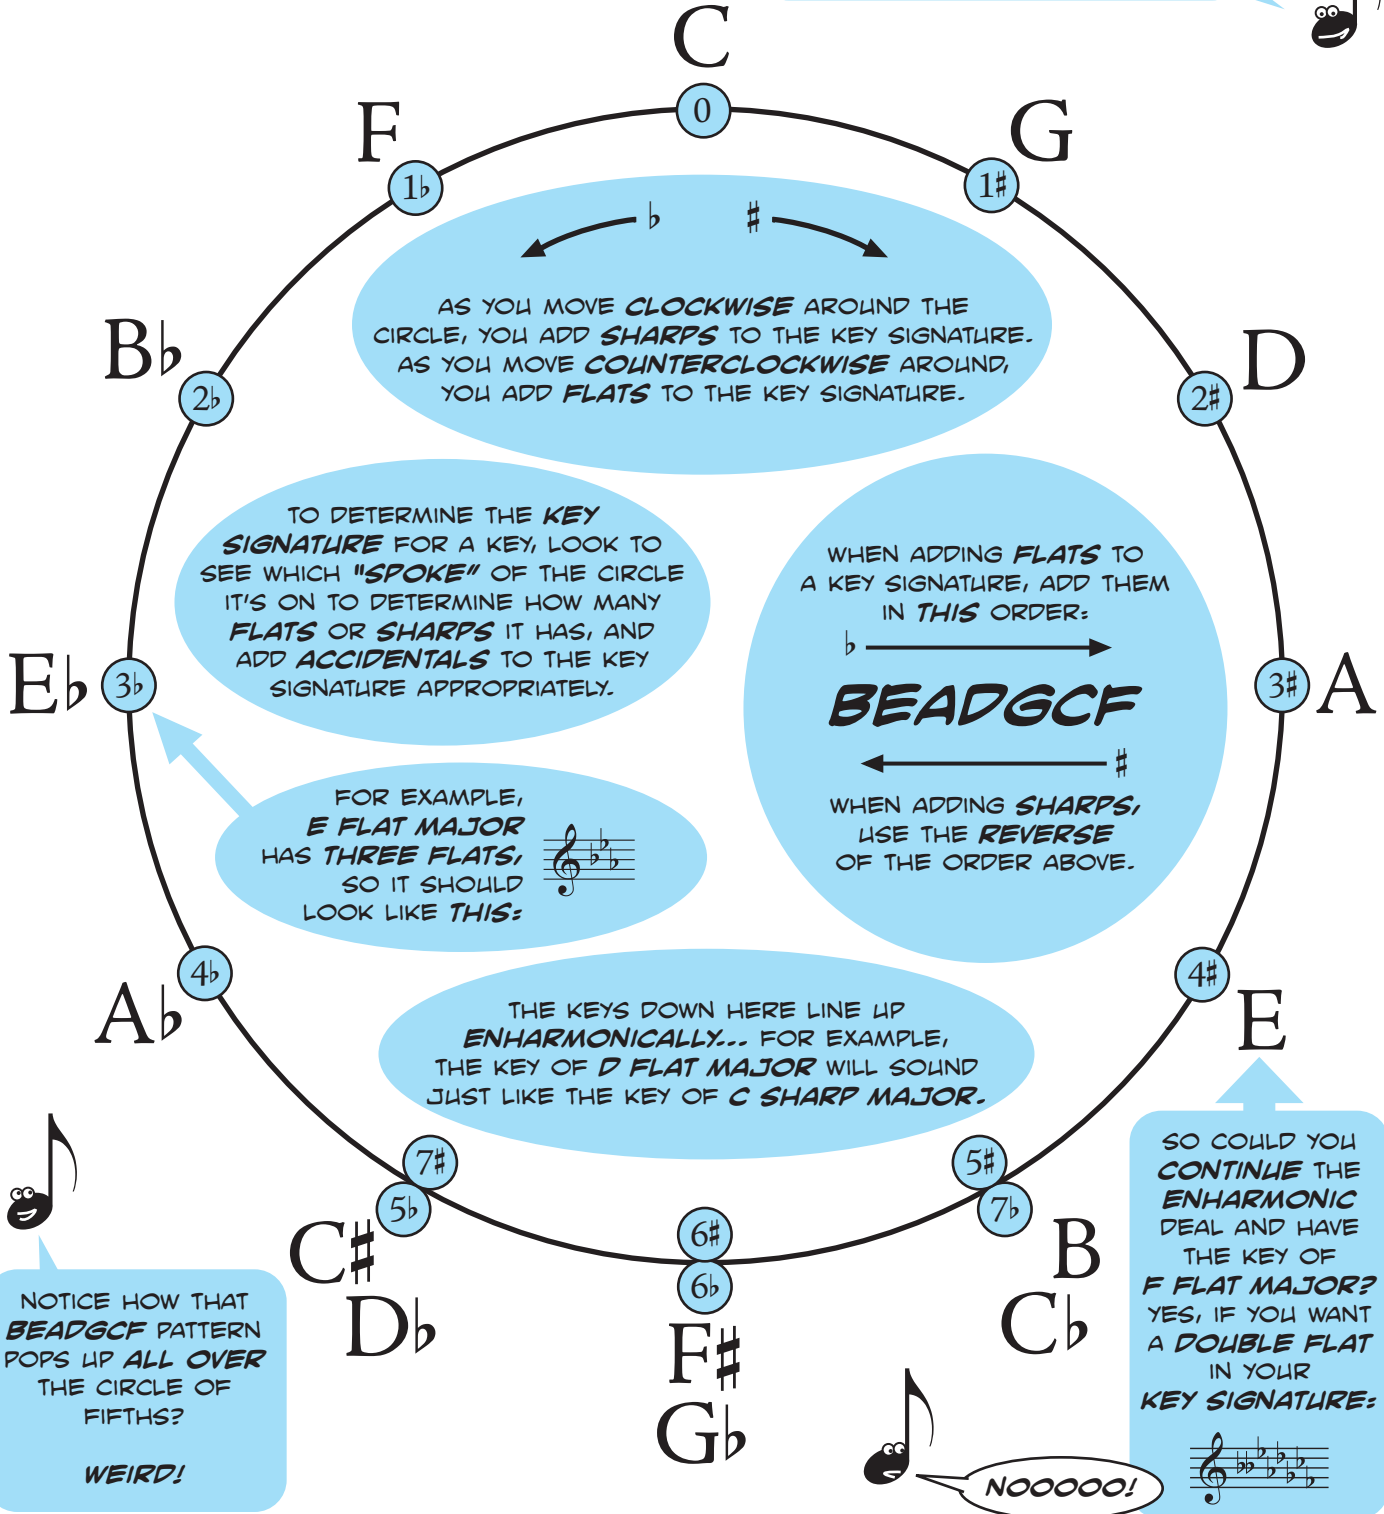 C
0
F
G
1♭
1♯
♭ ♯
AS YOU MOVE CLOCKWISE AROUND THE
CIRCLE, YOU ADD SHARPS TO THE KEY SIGNATURE.
AS YOU MOVE COUNTERCLOCKWISE AROUND,
YOU ADD FLATS TO THE KEY SIGNATURE.
B♭
2♭
D
2♯
TO DETERMINE THE KEY
SIGNATURE FOR A KEY, LOOK TO
SEE WHICH "SPOKE" OF THE CIRCLE
IT'S ON TO DETERMINE HOW MANY
FLATS OR SHARPS IT HAS, AND
ADD ACCIDENTALS TO THE KEY
SIGNATURE APPROPRIATELY.
WHEN ADDING FLATS TO
A KEY SIGNATURE, ADD THEM
IN THIS ORDER:
♭
BEADGCF
♯
WHEN ADDING SHARPS,
USE THE REVERSE
OF THE ORDER ABOVE.
E♭
3♭
3♯
A
FOR EXAMPLE,
E FLAT MAJOR
HAS THREE FLATS,
SO IT SHOULD
LOOK LIKE THIS:
4♭
A♭
4♯
E
THE KEYS DOWN HERE LINE UP
ENHARMONICALLY... FOR EXAMPLE,
THE KEY OF D FLAT MAJOR WILL SOUND
JUST LIKE THE KEY OF C SHARP MAJOR.
7♯
5♭
C♯
D♭
6♯
6♭
F♯
G♭
5♯
7♭
B
C♭
NOTICE HOW THAT
BEADGCF PATTERN
POPS UP ALL OVER
THE CIRCLE OF
FIFTHS?
WEIRD!
SO COULD YOU
CONTINUE THE
ENHARMONIC
DEAL AND HAVE
THE KEY OF
F FLAT MAJOR?
YES, IF YOU WANT
A DOUBLE FLAT
IN YOUR
KEY SIGNATURE:
NOOOOO!